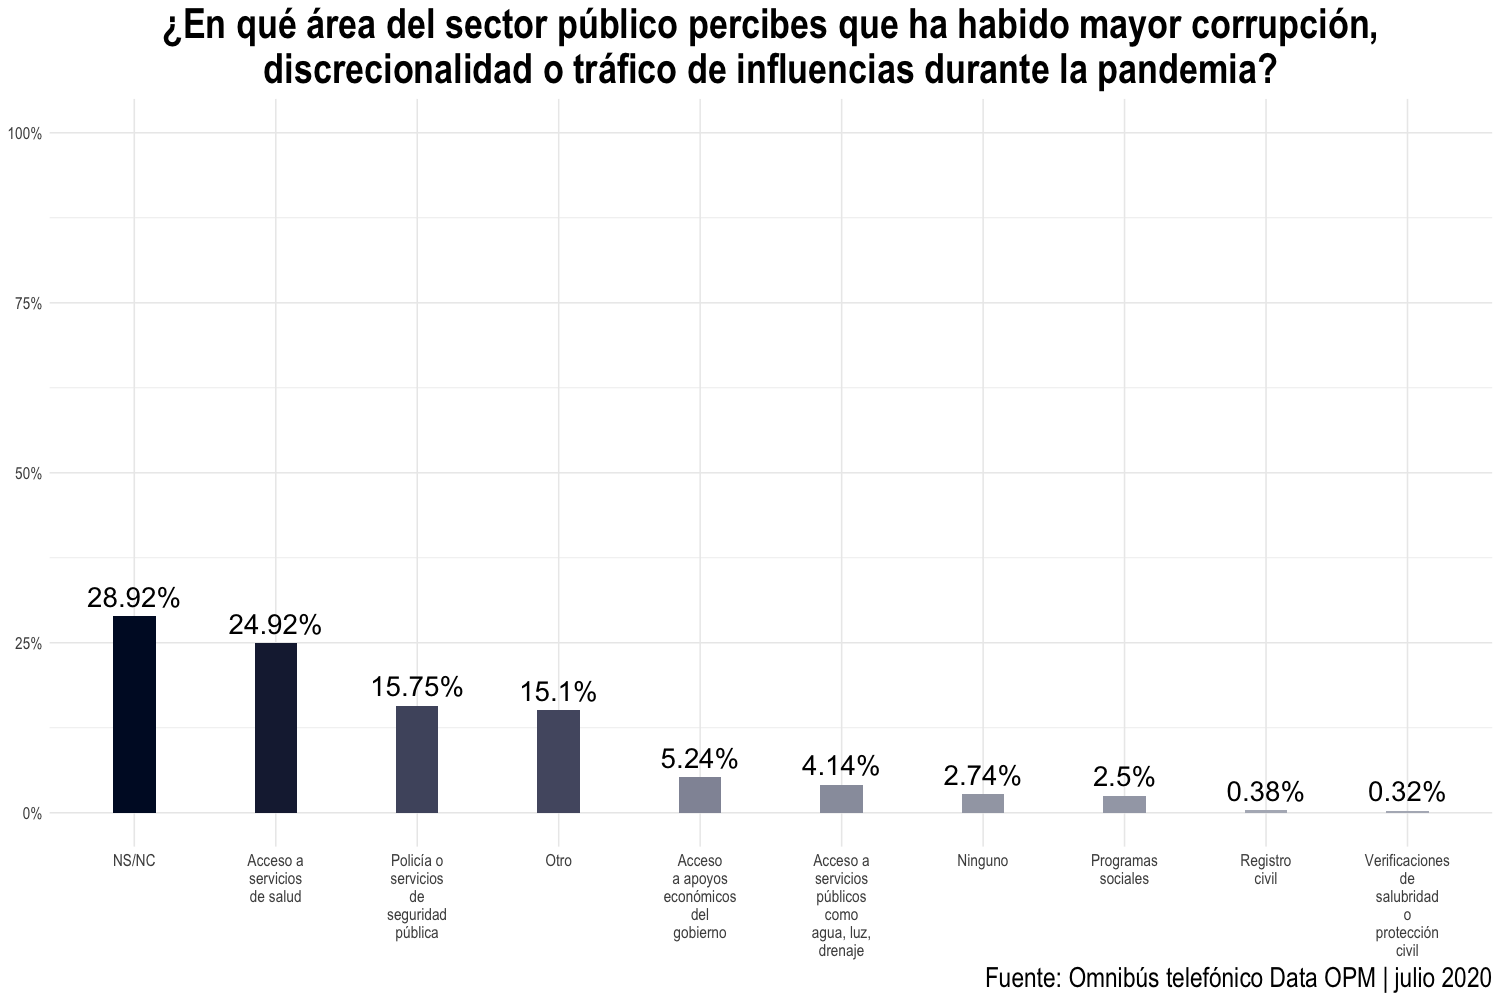 ¿En qué área del sector público percibes que ha habido mayor corrupción,
discrecionalidad o tráfico de influencias durante la pandemia?
100%
75%
50%
25%
0%
28.92%
24.92%
15.75%
15.1%
5.24%
4.14%
2.74%
2.5%
0.38%
0.32%
NS/NC
Acceso a
servicios
de salud
Policía o
servicios
de
seguridad
pública
Otro
Acceso
a apoyos
económicos
del
gobierno
Acceso a
servicios
públicos
como
agua, luz,
drenaje
Ninguno
Programas
sociales
Registro
civil
Verificaciones
de
salubridad
o
protección
civil
Fuente: Omnibús telefónico Data OPM | julio 2020